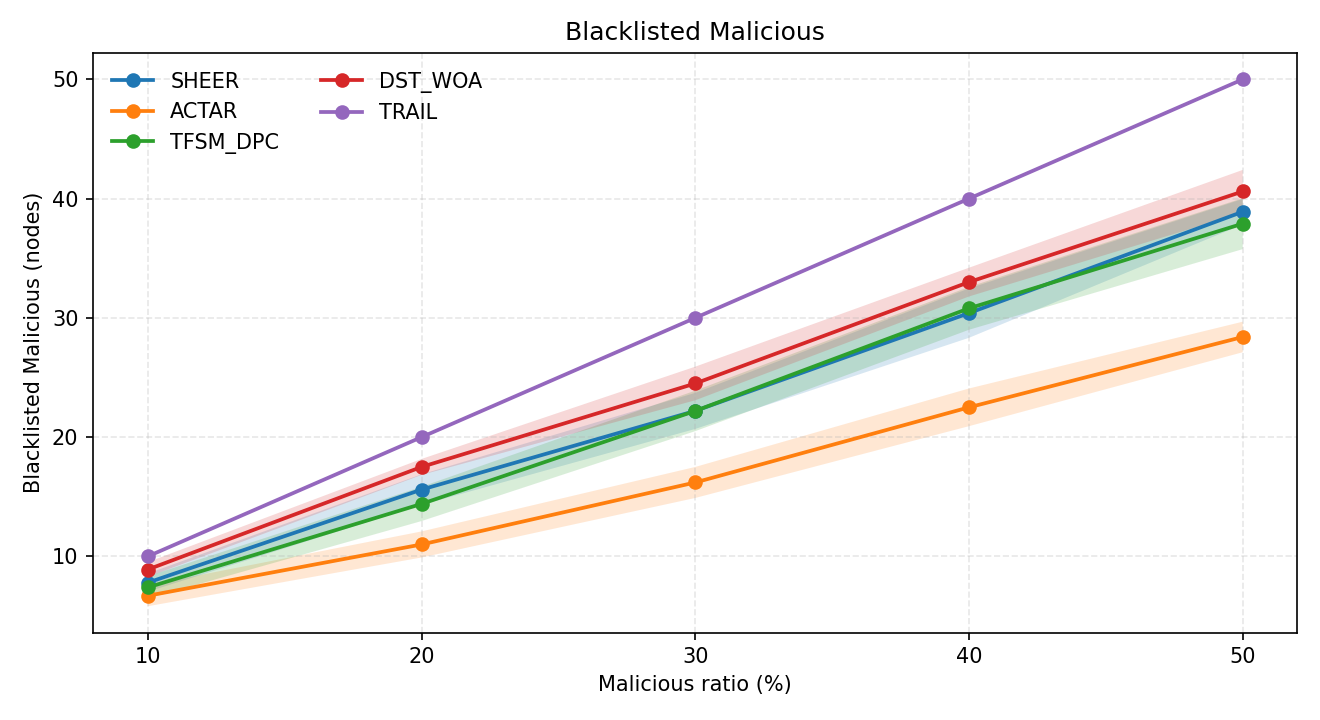 Blacklisted Malicious
SHEER
ACTAR
TFSM_DPC
DST_WOA
TRAIL
Blacklisted Malicious (nodes)
50
40
30
20
10
10 20 30 40 50
Malicious ratio (%)